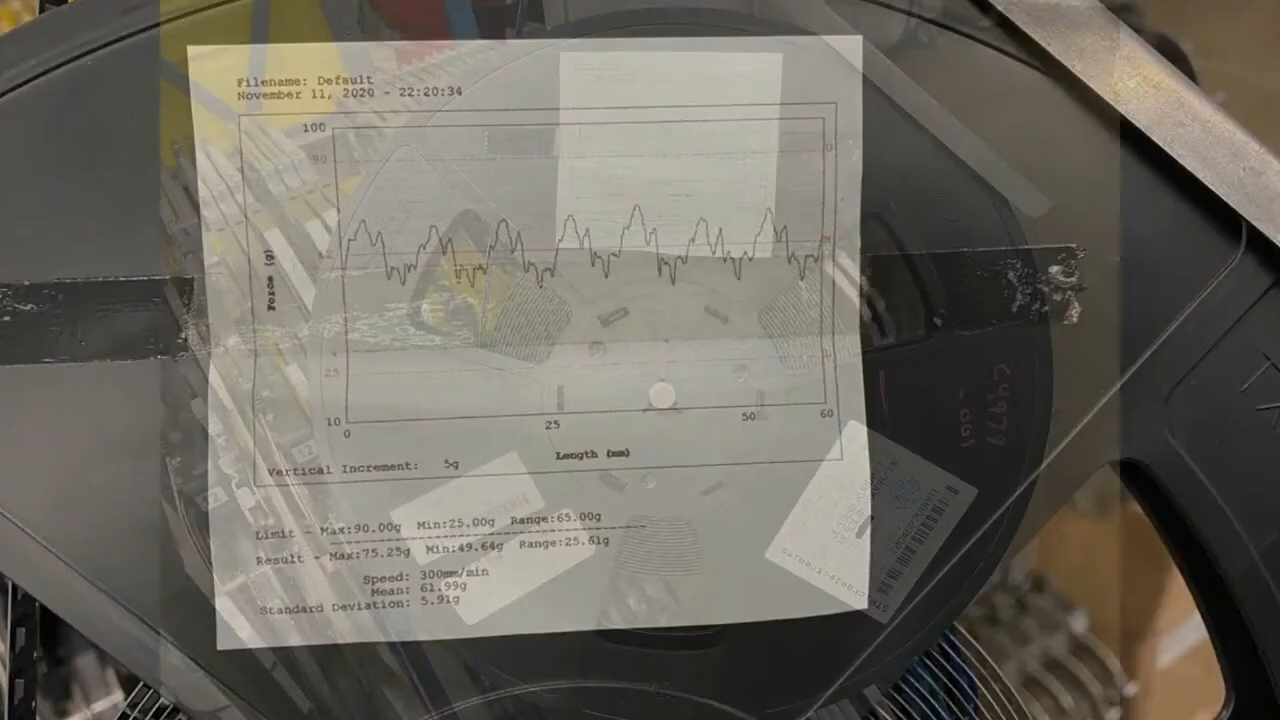 Filename: Default
November 11, 2020 - 22:20:34
100
90
U
Force (g)
25
10
0
25
50
60
Length (mm)
Vertical Increment: 5g
Limit - Max:90.00g Min:25.00g Range:65.00g
Result - Max:75.25g Min:49.64g Range:25.61g
Speed: 300mm/min
Mean: 61.99g
Standard Deviation: 5.91g